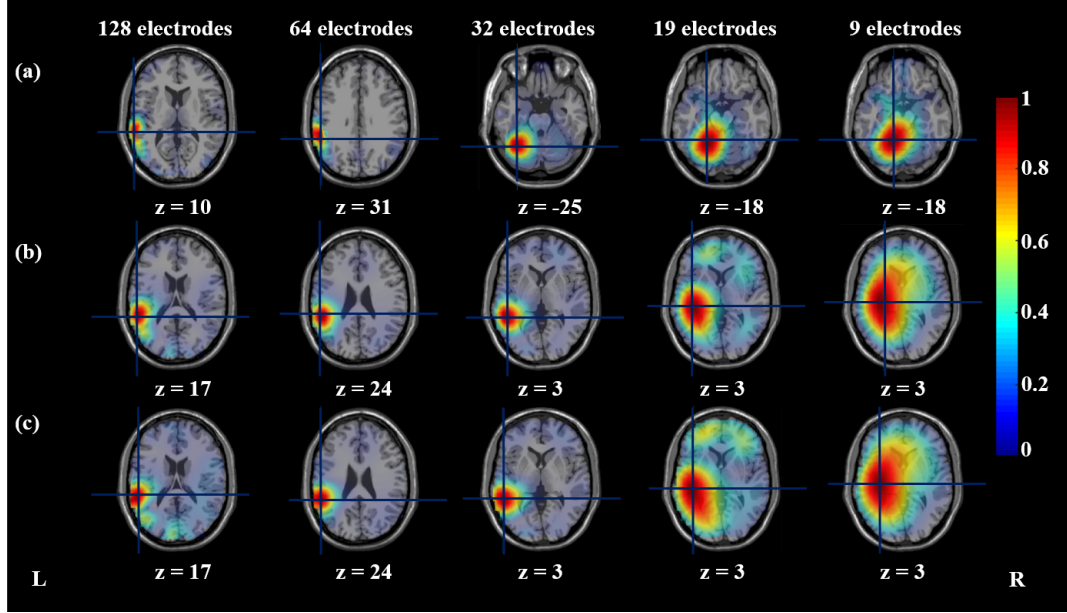 128 electrodes 64 electrodes 32 electrodes 19 electrodes 9 electrodes
(a)
1
0.8
0.6
0.4
0.2
0
z = 10 z = 31 z = -25 z = -18 z = -18
(b)
z = 17 z = 24 z = 3 z = 3 z = 3
(c)
z = 17 z = 24 z = 3 z = 3 z = 3
L R